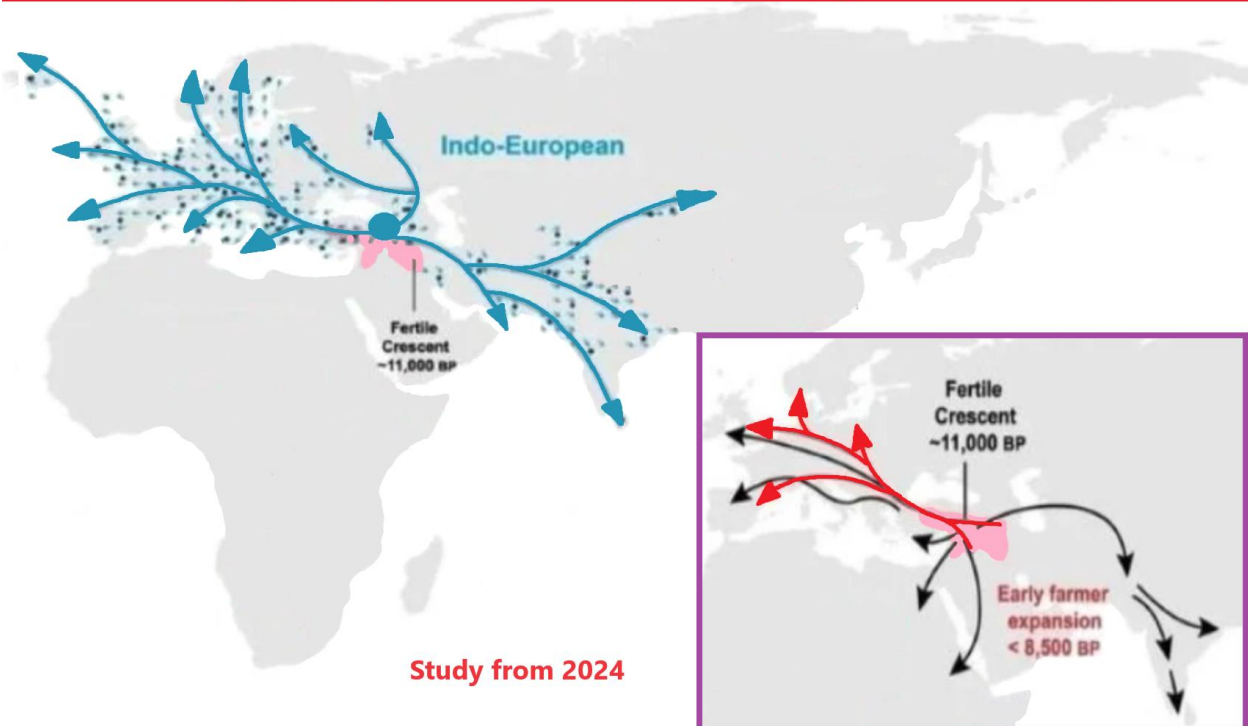 Indo-European
Fertile
Crescent
~11,000 BP
Study from 2024
Fertile
Crescent
~11,000 BP
Early farmer
expansion
< 8,500 BP